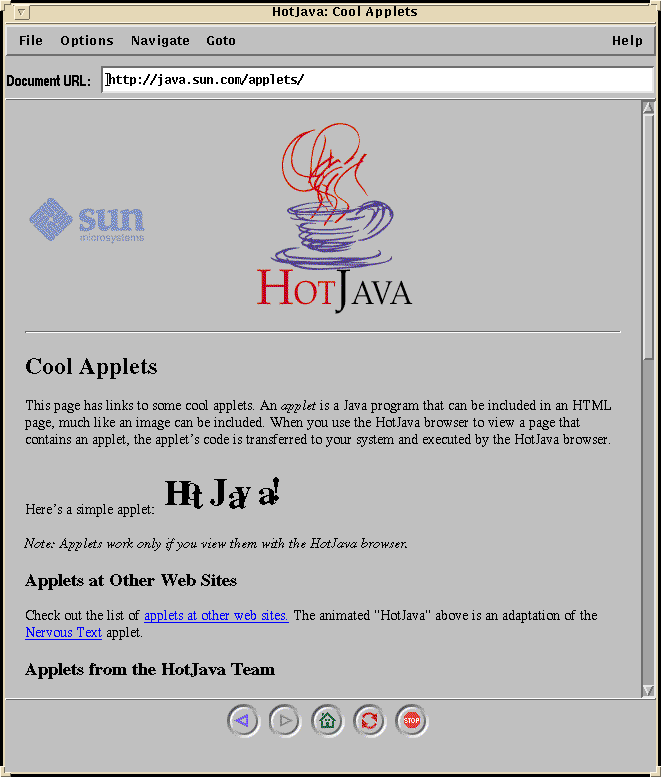 HotJava: Cool Applets
File Options Navigate Goto Help
Document URL: http://java.sun.com/applets/
sun
microsystems
HOTJAVA
Cool Applets
This page has links to some cool applets. An applet is a Java program that can be included in an HTML
page, much like an image can be included. When you use the HotJava browser to view a page that
contains an applet, the applet's code is transferred to your system and executed by the HotJava browser.
Here's a simple applet: HotJava!
Note: Applets work only if you view them with the HotJava browser.
Applets at Other Web Sites
Check out the list of applets at other web sites. The animated "HotJava" above is an adaptation of the
Nervous Text applet.
Applets from the HotJava Team
STOP